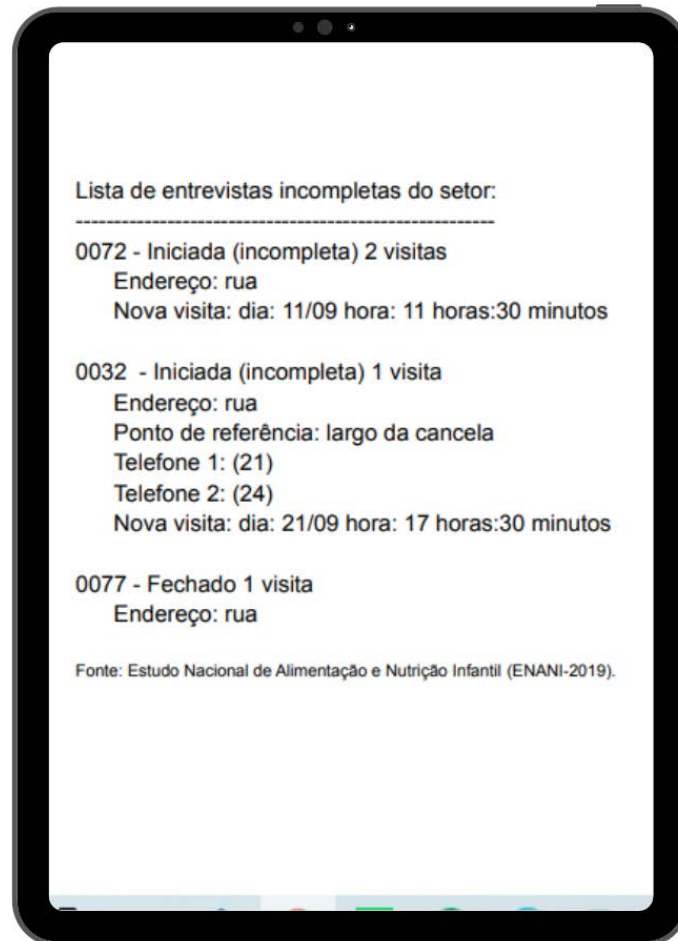 Lista de entrevistas incompletas do setor:
-------------------------------------------------------
0072 - Iniciada (incompleta) 2 visitas
Endereço: rua
Nova visita: dia: 11/09 hora: 11 horas:30 minutos
0032 - Iniciada (incompleta) 1 visita
Endereço: rua
Ponto de referência: largo da cancela
Telefone 1: (21)
Telefone 2: (24)
Nova visita: dia: 21/09 hora: 17 horas:30 minutos
0077 - Fechado 1 visita
Endereço: rua
Fonte: Estudo Nacional de Alimentação e Nutrição Infantil (ENANI-2019).